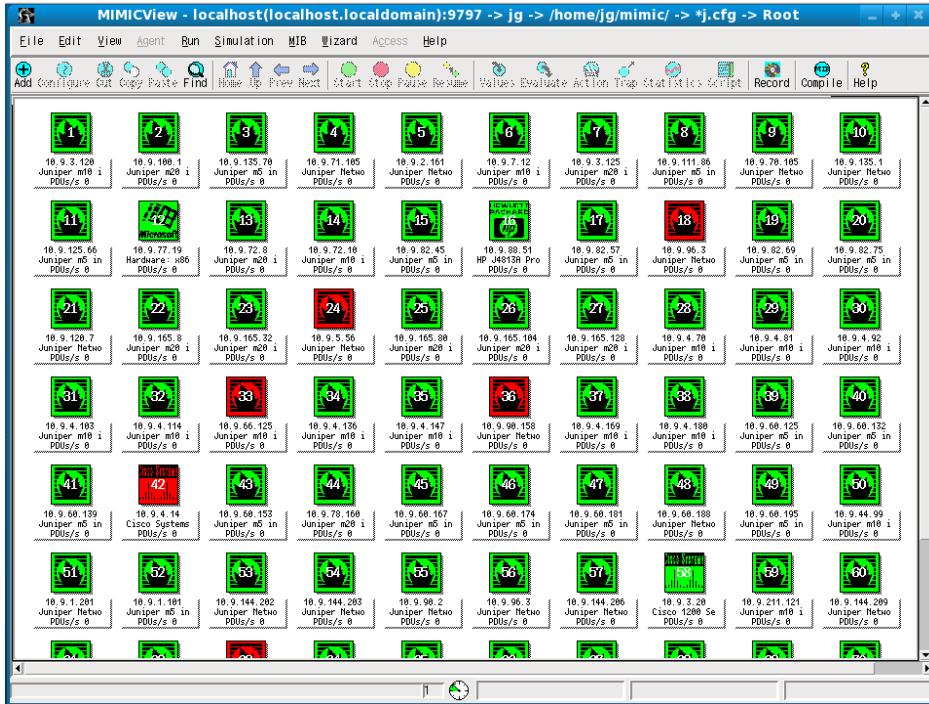 MIMICView - localhost(localhost.localdomain):9797 -> jg -> /home/jg/mimic/ -> *j.cfg -> Root
File Edit View Agent Run Simulation MIB Wizard Access Help
Add Configure Cut Copy Paste Find Home Up Prev Next Start Stop Pause Resume Values Evaluate Action Trap Statistics Script Record Compile Help
1 2 3 4 5 6 7 8 9 10
10.9.3.120 10.9.100.1 10.9.135.70 10.9.71.105 10.9.2.161 10.9.7.12 10.9.3.125 10.9.111.86 10.9.70.105 10.9.135.1
Juniper m10 i Juniper m20 i Juniper m5 in Juniper Netwo Juniper Netwo Juniper m10 i Juniper m20 i Juniper m5 in Juniper Netwo Juniper Netwo
PDUs/s 0 PDUs/s 0 PDUs/s 0 PDUs/s 0 PDUs/s 0 PDUs/s 0 PDUs/s 0 PDUs/s 0 PDUs/s 0 PDUs/s 0
HEWLETT
PACKARD
11 12 13 14 15 16 17 18 19 20
Microsoft
10.9.125.66 10.9.77.19 10.9.72.8 10.9.72.10 10.9.82.45 10.9.88.51 10.9.82.57 10.9.96.3 10.9.82.69 10.9.82.75
Juniper m5 in Hardware: x86 Juniper m20 i Juniper m10 i Juniper m5 in HP J4813A Pro Juniper m5 in Juniper Netwo Juniper m5 in Juniper m5 in
PDUs/s 0 PDUs/s 0 PDUs/s 0 PDUs/s 0 PDUs/s 0 PDUs/s 0 PDUs/s 0 PDUs/s 0 PDUs/s 0 PDUs/s 0
21 22 23 24 25 26 27 28 29 30
10.9.120.7 10.9.165.8 10.9.165.32 10.9.5.56 10.9.165.80 10.9.165.104 10.9.165.128 10.9.4.70 10.9.4.81 10.9.4.92
Juniper Netwo Juniper m20 i Juniper m20 i Juniper Netwo Juniper m20 i Juniper m20 i Juniper m20 i Juniper m10 i Juniper m10 i Juniper m10 i
PDUs/s 0 PDUs/s 0 PDUs/s 0 PDUs/s 0 PDUs/s 0 PDUs/s 0 PDUs/s 0 PDUs/s 0 PDUs/s 0 PDUs/s 0
31 32 33 34 35 36 37 38 39 40
10.9.4.103 10.9.4.114 10.9.66.125 10.9.4.136 10.9.4.147 10.9.90.158 10.9.4.169 10.9.4.180 10.9.60.125 10.9.60.132
Juniper m10 i Juniper m10 i Juniper m10 i Juniper m10 i Juniper m10 i Juniper Netwo Juniper m10 i Juniper m10 i Juniper m5 in Juniper m5 in
PDUs/s 0 PDUs/s 0 PDUs/s 0 PDUs/s 0 PDUs/s 0 PDUs/s 0 PDUs/s 0 PDUs/s 0 PDUs/s 0 PDUs/s 0
Cisco Systems
41 42 43 44 45 46 47 48 49 50
10.9.60.139 10.9.4.14 10.9.60.153 10.9.78.160 10.9.60.167 10.9.60.174 10.9.60.181 10.9.60.188 10.9.60.195 10.9.44.99
Juniper m5 in Cisco Systems Juniper m5 in Juniper m20 i Juniper m5 in Juniper m5 in Juniper m5 in Juniper Netwo Juniper m5 in Juniper m10 i
PDUs/s 0 PDUs/s 0 PDUs/s 0 PDUs/s 0 PDUs/s 0 PDUs/s 0 PDUs/s 0 PDUs/s 0 PDUs/s 0 PDUs/s 0
Cisco Systems
51 52 53 54 55 56 57 58 59 60
10.9.1.201 10.9.1.101 10.9.144.202 10.9.144.203 10.9.90.2 10.9.96.3 10.9.144.206 10.9.3.20 10.9.211.121 10.9.144.209
Juniper Netwo Juniper m5 in Juniper Netwo Juniper Netwo Juniper Netwo Juniper Netwo Juniper Netwo Cisco 1200 Se Juniper m10 i Juniper Netwo
PDUs/s 0 PDUs/s 0 PDUs/s 0 PDUs/s 0 PDUs/s 0 PDUs/s 0 PDUs/s 0 PDUs/s 0 PDUs/s 0 PDUs/s 0
1